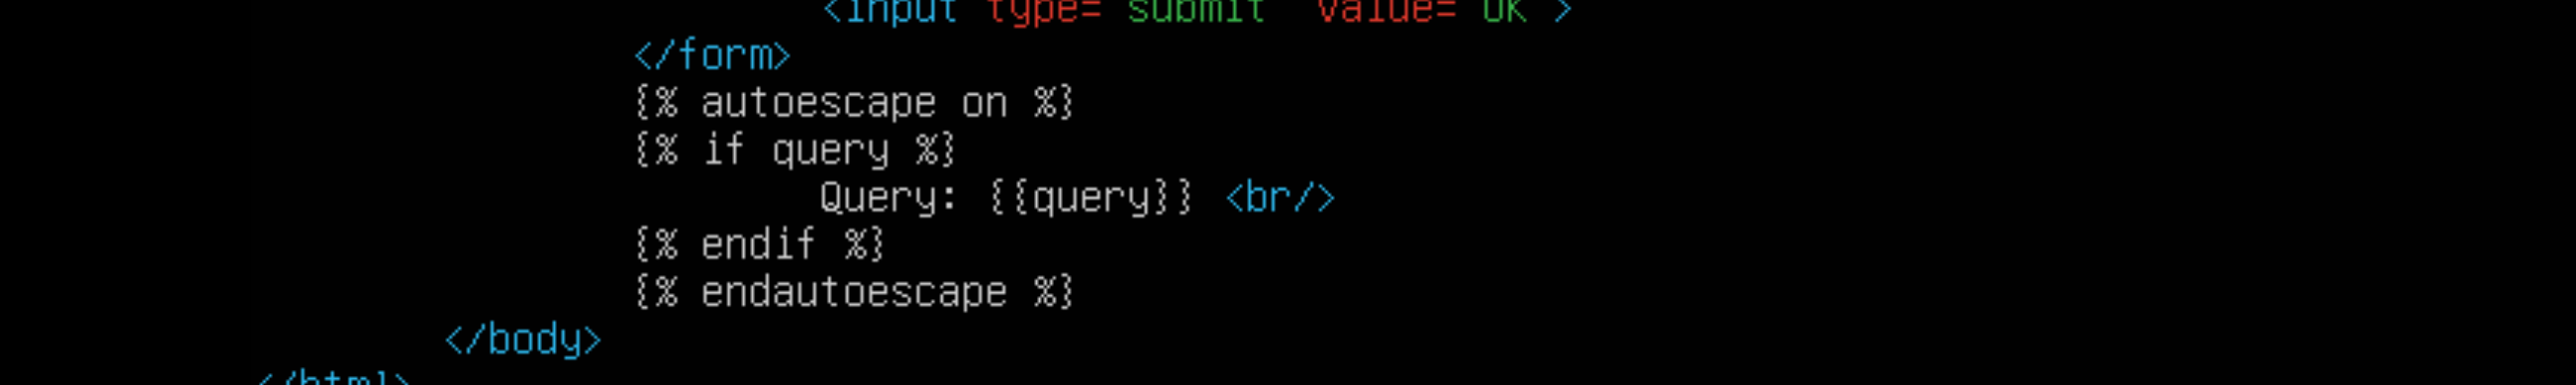 <input type="submit" value="OK">
</form>
{% autoescape on %}
{% if query %}
Query: {{query}} <br/>
{% endif %}
{% endautoescape %}
</body>
</html>